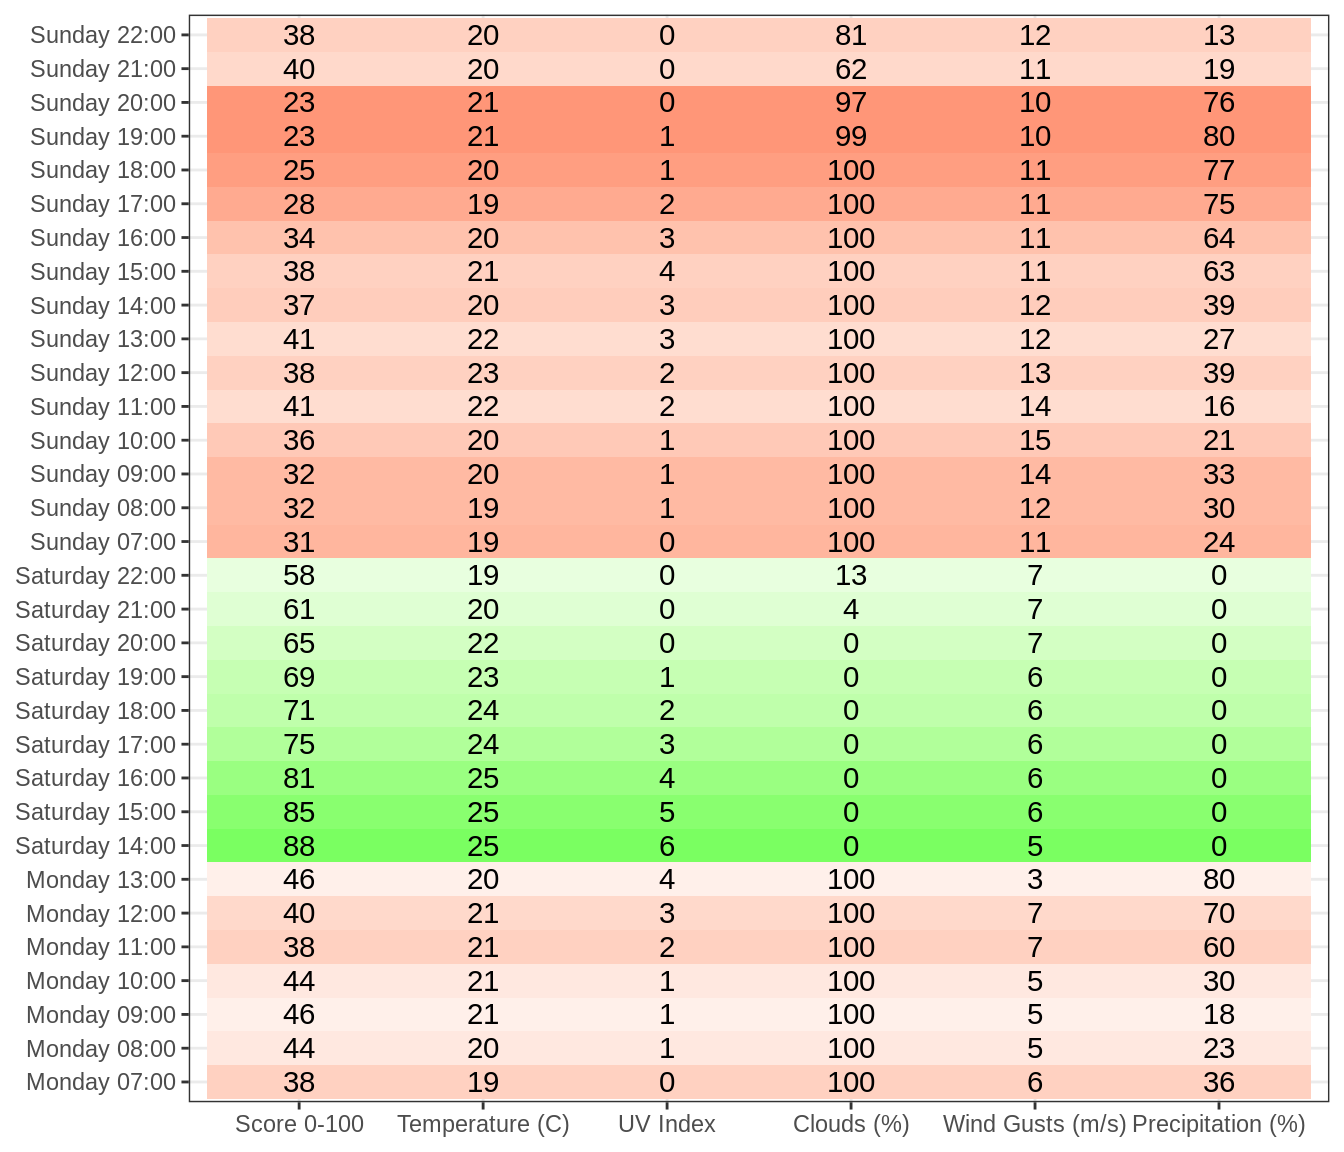 Sunday 22:00 38 20 0 81 12 13
Sunday 21:00 40 20 0 62 11 19
Sunday 20:00 23 21 0 97 10 76
Sunday 19:00 23 21 1 99 10 80
Sunday 18:00 25 20 1 100 11 77
Sunday 17:00 28 19 2 100 11 75
Sunday 16:00 34 20 3 100 11 64
Sunday 15:00 38 21 4 100 11 63
Sunday 14:00 37 20 3 100 12 39
Sunday 13:00 41 22 3 100 12 27
Sunday 12:00 38 23 2 100 13 39
Sunday 11:00 41 22 2 100 14 16
Sunday 10:00 36 20 1 100 15 21
Sunday 09:00 32 20 1 100 14 33
Sunday 08:00 32 19 1 100 12 30
Sunday 07:00 31 19 0 100 11 24
Saturday 22:00 58 19 0 13 7 0
Saturday 21:00 61 20 0 4 7 0
Saturday 20:00 65 22 0 0 7 0
Saturday 19:00 69 23 1 0 6 0
Saturday 18:00 71 24 2 0 6 0
Saturday 17:00 75 24 3 0 6 0
Saturday 16:00 81 25 4 0 6 0
Saturday 15:00 85 25 5 0 6 0
Saturday 14:00 88 25 6 0 5 0
Monday 13:00 46 20 4 100 3 80
Monday 12:00 40 21 3 100 7 70
Monday 11:00 38 21 2 100 7 60
Monday 10:00 44 21 1 100 5 30
Monday 09:00 46 21 1 100 5 18
Monday 08:00 44 20 1 100 5 23
Monday 07:00 38 19 0 100 6 36
Score 0-100 Temperature (C) UV Index Clouds (%) Wind Gusts (m/s) Precipitation (%)